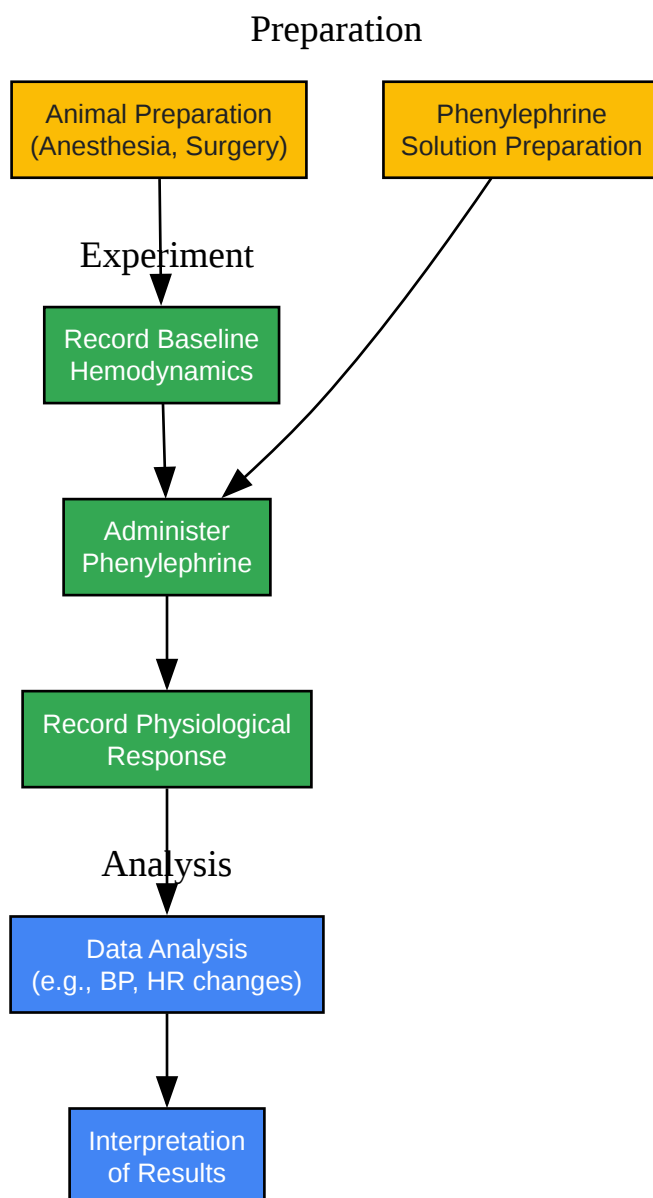 Preparation
Animal Preparation
(Anesthesia, Surgery)
Phenylephrine
Solution Preparation
Experiment
Record Baseline
Hemodynamics
Administer
Phenylephrine
Record Physiological
Response
Analysis
Data Analysis
(e.g., BP, HR changes)
Interpretation
of Results